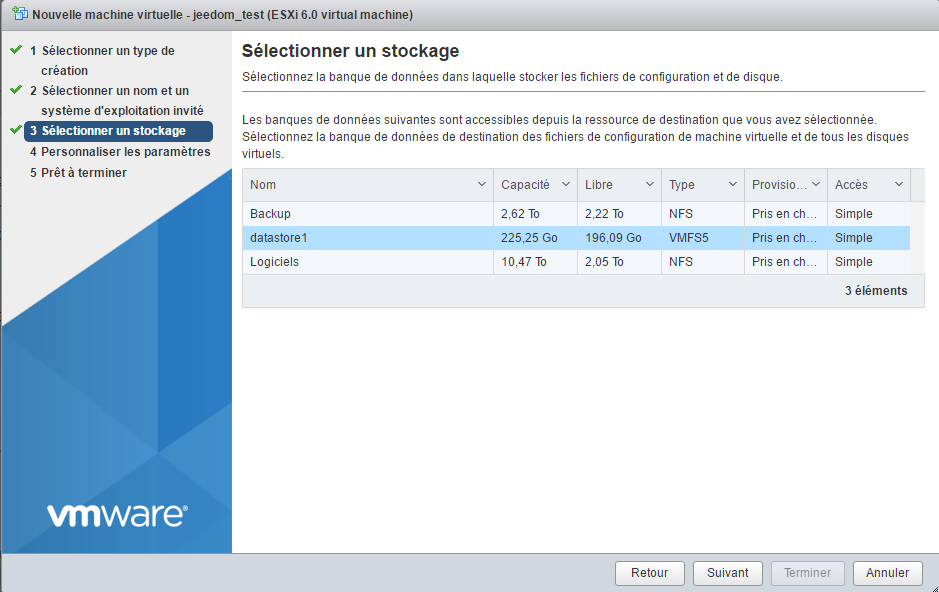 Nouvelle machine virtuelle - jeedom_test (ESXi 6.0 virtual machine)
1 Sélectionner un type de
création
2 Sélectionner un nom et un
système d'exploitation invité
3 Sélectionner un stockage
4 Personnaliser les paramètres
5 Prêt à terminer
Sélectionner un stockage
Sélectionnez la banque de données dans laquelle stocker les fichiers de configuration et de disque.
Les banques de données suivantes sont accessibles depuis la ressource de destination que vous avez sélectionnée.
Sélectionnez la banque de données de destination des fichiers de configuration de machine virtuelle et de tous les disques
virtuels.
Nom Capacité Libre Type Provisio... Accès
Backup 2,62 To 2,22 To NFS Pris en ch... Simple
datastore1 225,25 Go 196,09 Go VMFS5 Pris en ch... Simple
Logiciels 10,47 To 2,05 To NFS Pris en ch... Simple
3 éléments
vmware®
Retour Suivant Terminer Annuler